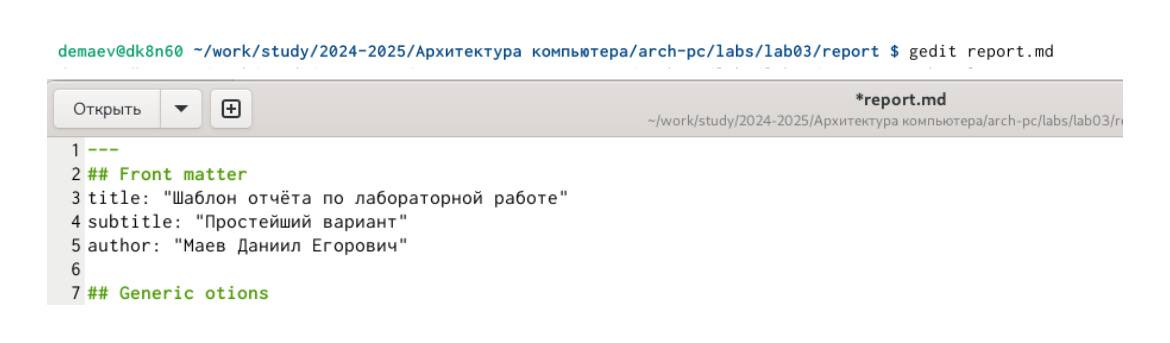 demaev@dk8n60 ~/work/study/2024-2025/Архитектура компьютера/arch-pc/labs/lab03/report $ gedit report.md
Открыть
*report.md
~/work/study/2024-2025/Архитектура компьютера/arch-pc/labs/lab03/
1 ---
2 ## Front matter
3 title: "Шаблон отчёта по лабораторной работе"
4 subtitle: "Простейший вариант"
5 author: "Маев Даниил Егорович"
6
7 ## Generic otions